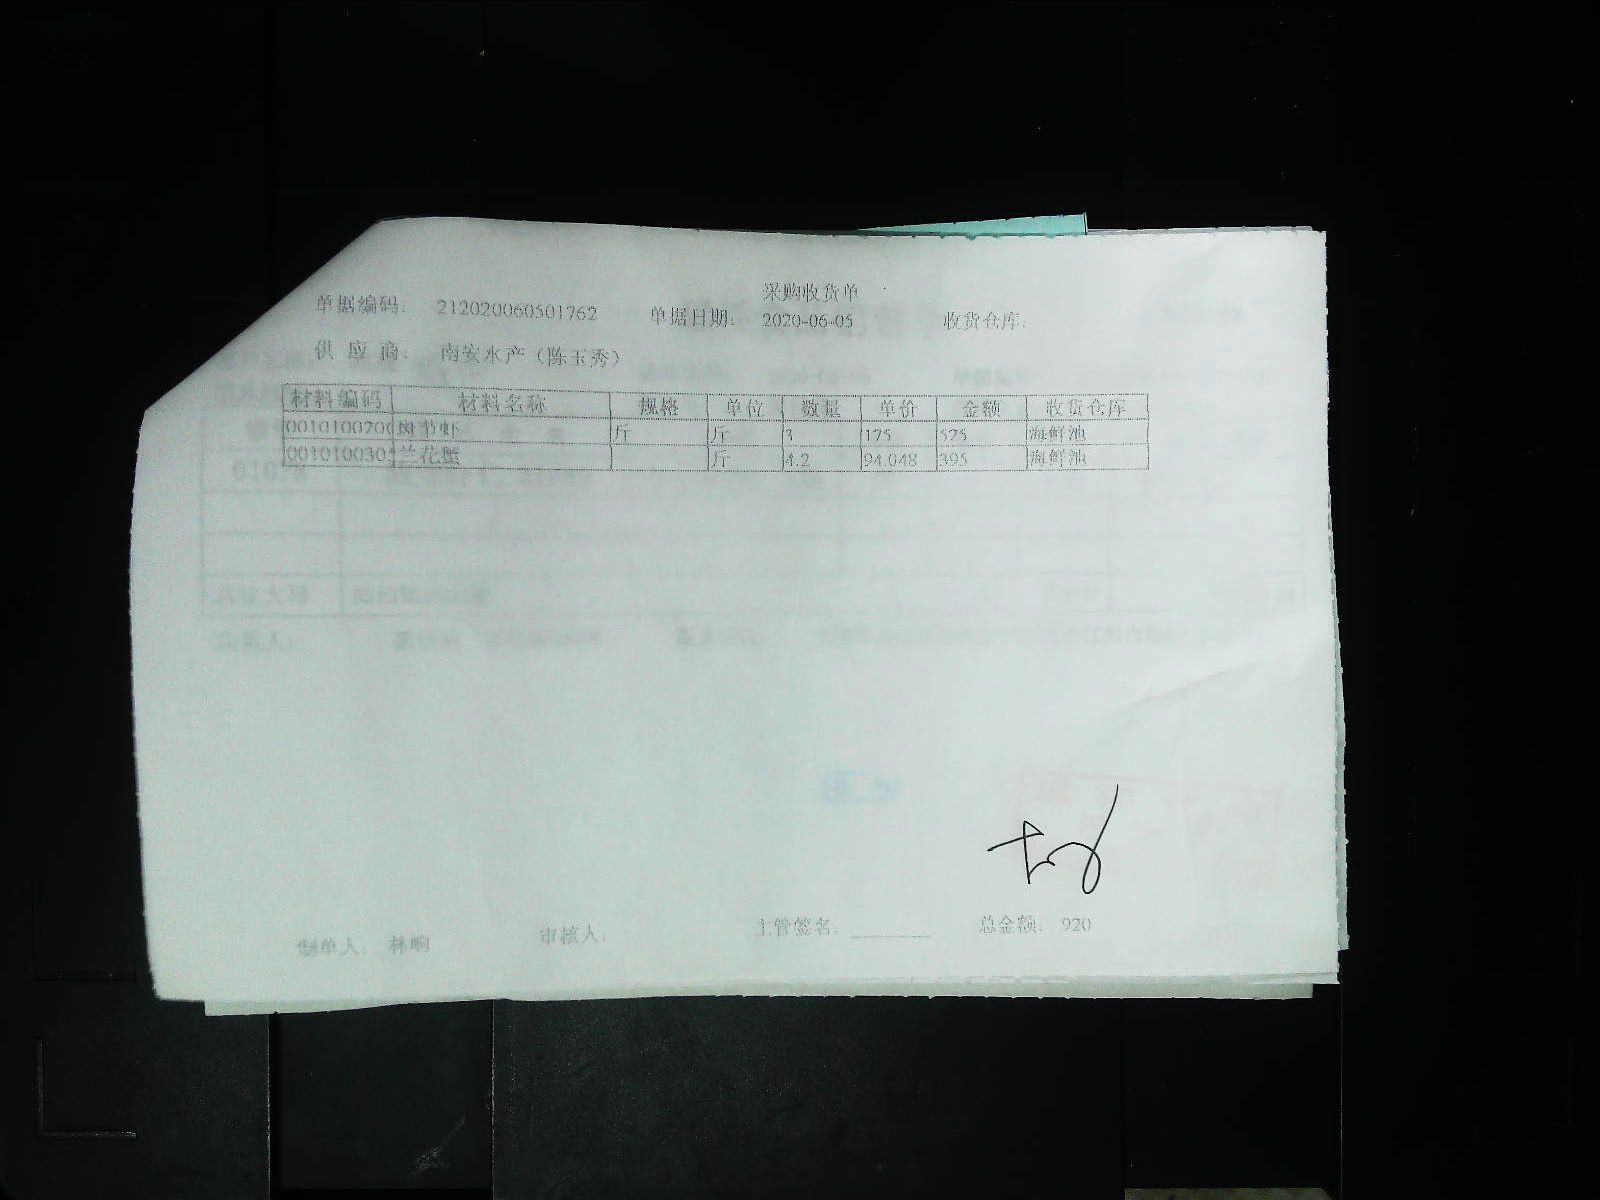 采购收货单
单据编码: 212020060501762 单据日期: 2020-06-05 收货仓库:
供应商: 南安水产（陈玉秀）
材料编码 材料名称 规格 单位 数量 单价 金额 收货仓库
斤 斤 3 175 525 海鲜池
兰花蟹 斤 4.2 94.048 395 海鲜池
制单人: 林晌 审核人: 主管签名: ________ 总金额: 920